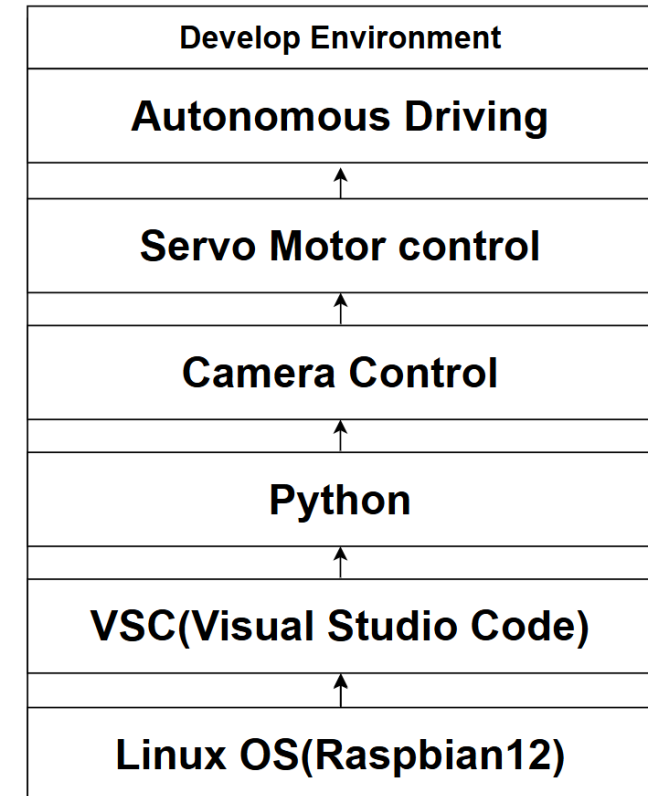 Develop Environment
Autonomous Driving
Servo Motor control
Camera Control
Python
VSC(Visual Studio Code)
Linux OS(Raspbian12)